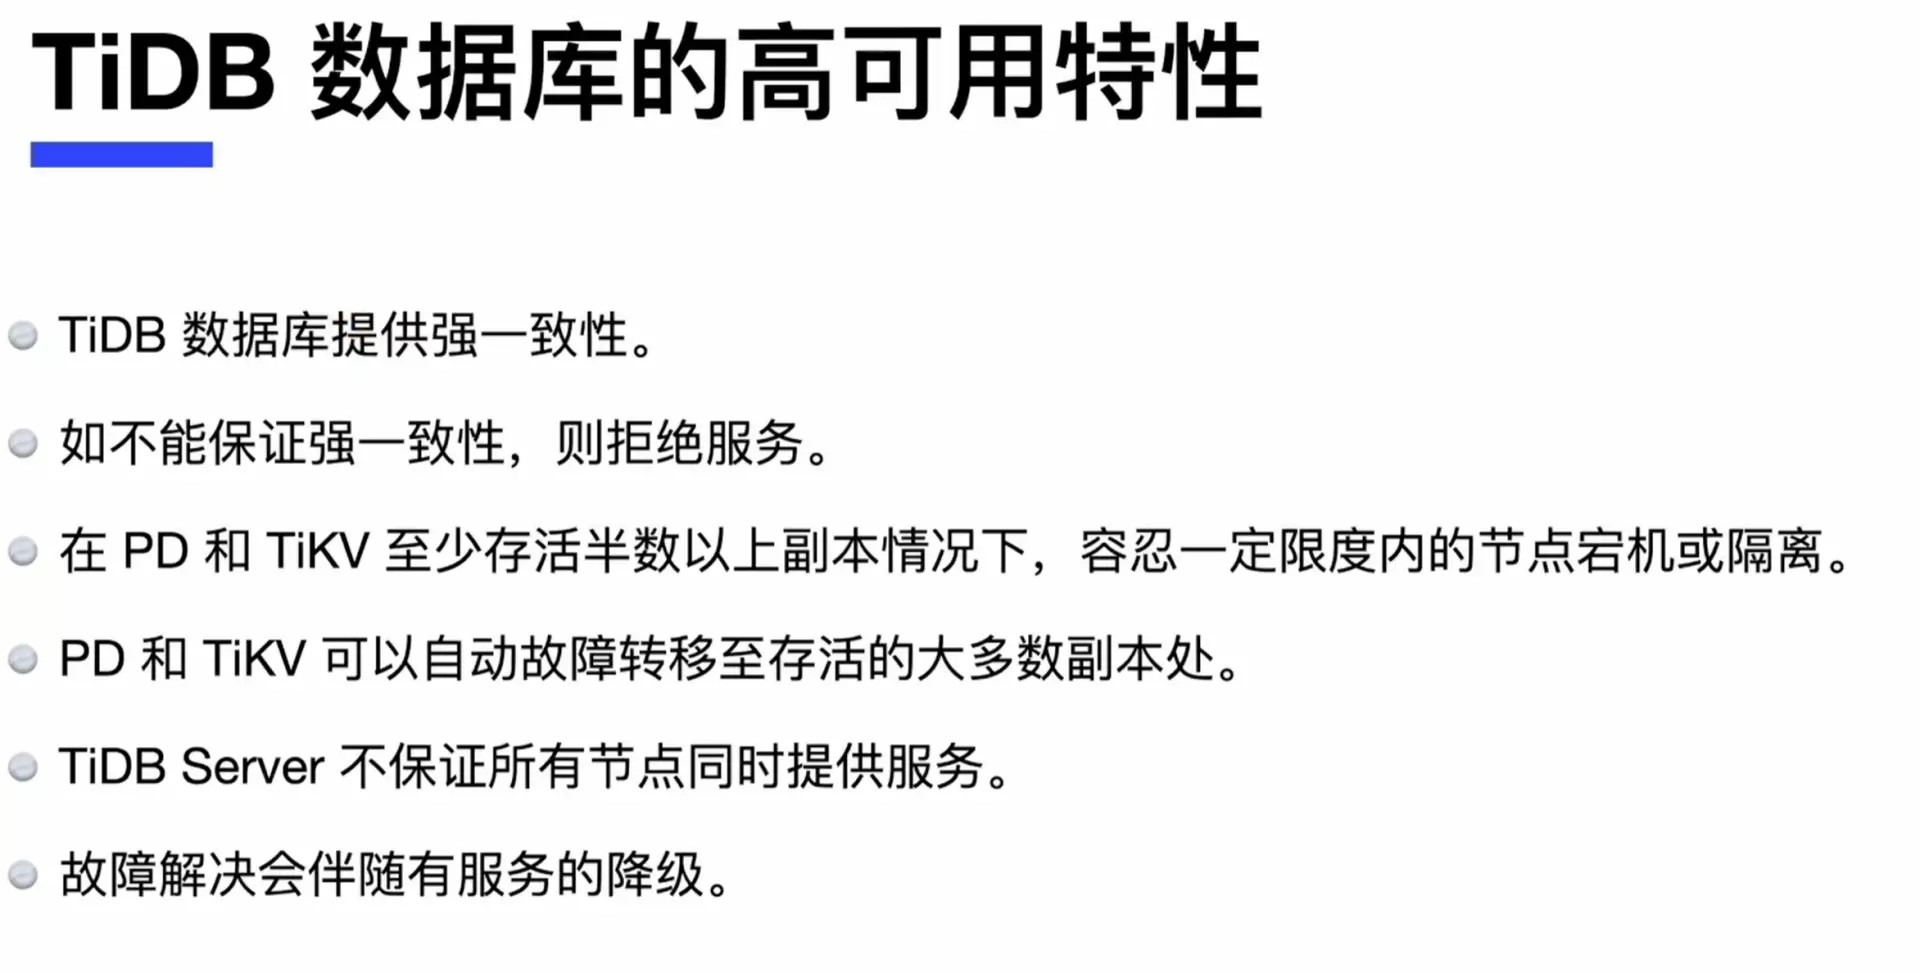 TiDB 数据库的高可用特性
TiDB 数据库提供强一致性。
如不能保证强一致性，则拒绝服务。
在 PD 和 TiKV 至少存活半数以上副本情况下，容忍一定限度内的节点宕机或隔离。
PD 和 TiKV 可以自动故障转移至存活的大多数副本处。
TiDB Server 不保证所有节点同时提供服务。
故障解决会伴随有服务的降级。